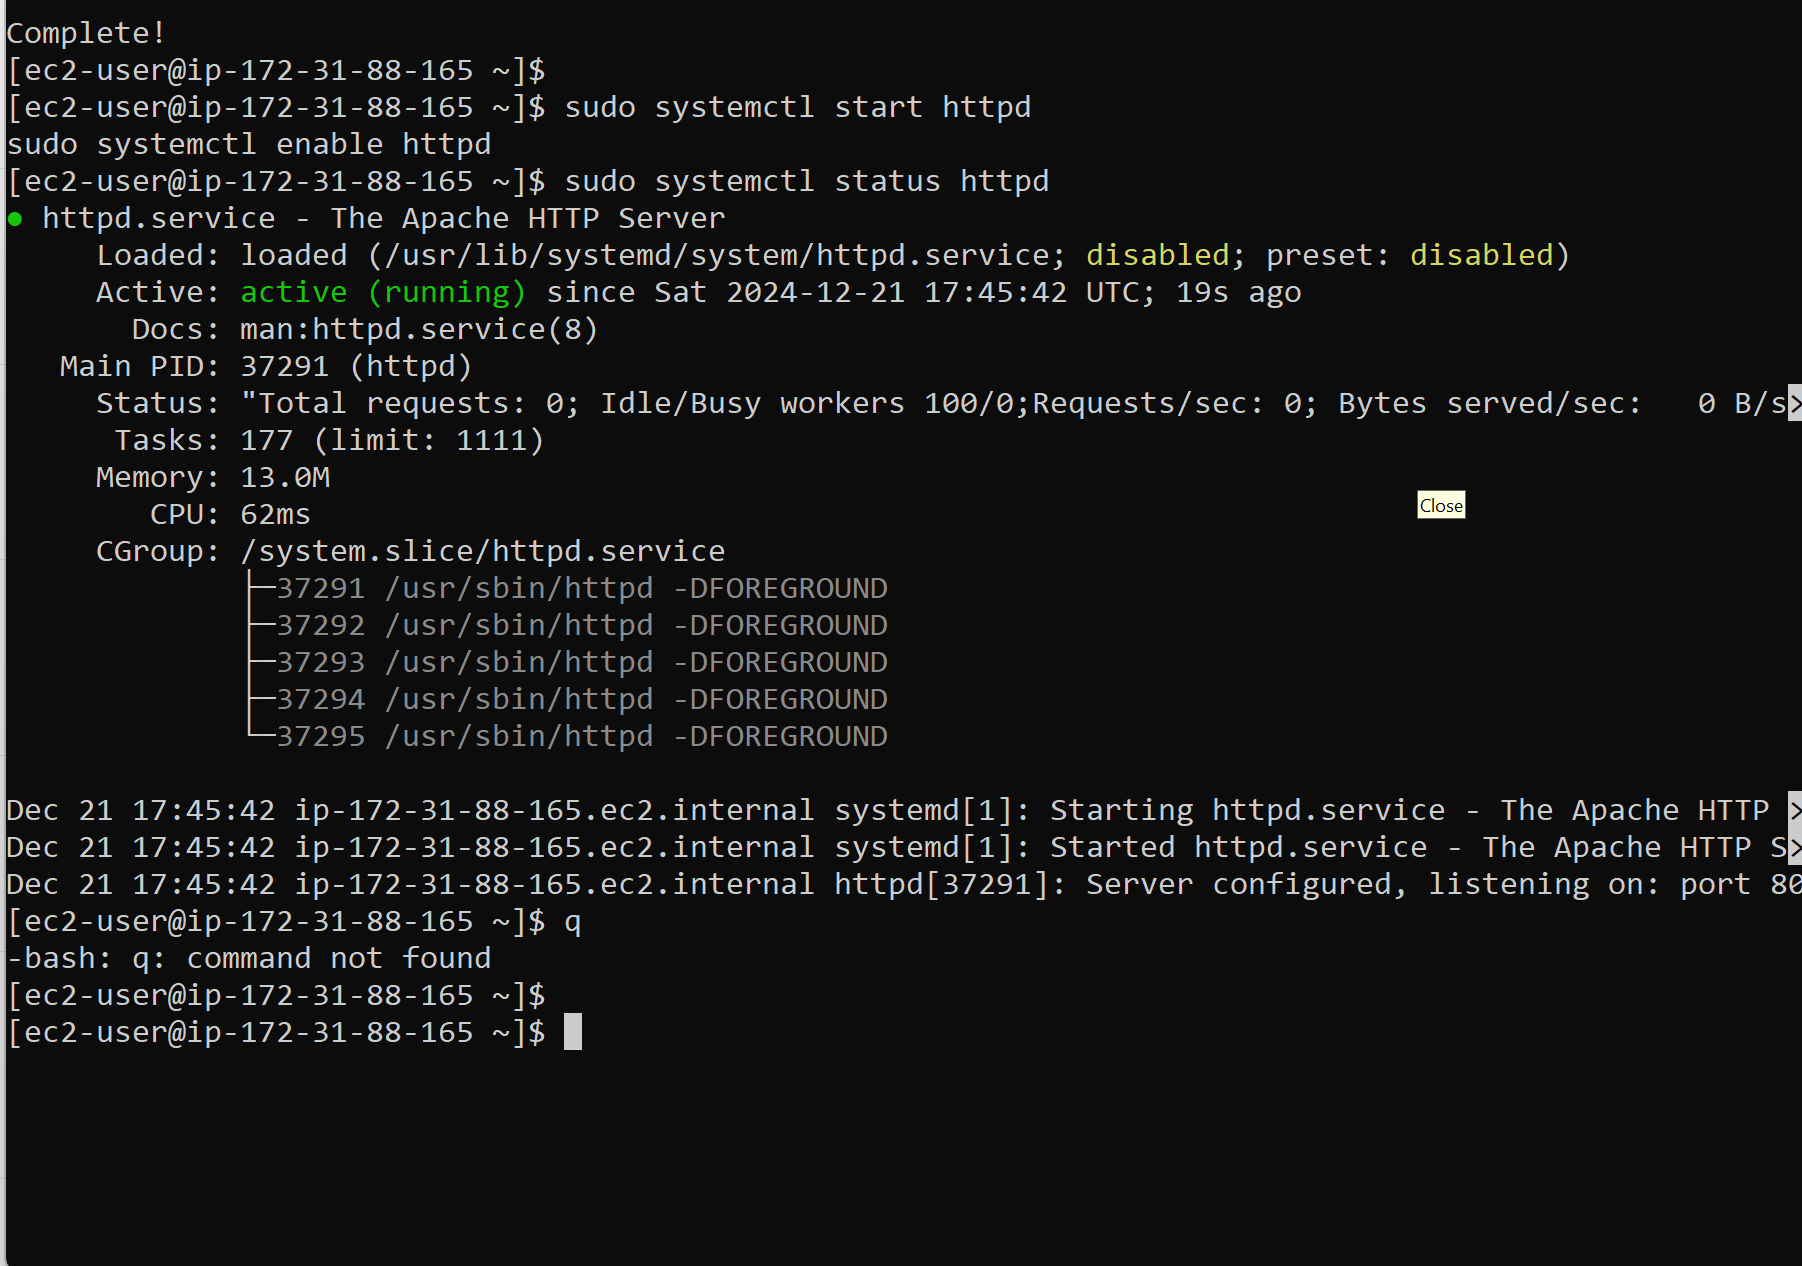 Complete!
[ec2-user@ip-172-31-88-165 ~]$
[ec2-user@ip-172-31-88-165 ~]$ sudo systemctl start httpd
sudo systemctl enable httpd
[ec2-user@ip-172-31-88-165 ~]$ sudo systemctl status httpd
● httpd.service - The Apache HTTP Server
     Loaded: loaded (/usr/lib/systemd/system/httpd.service; disabled; preset: disabled)
     Active: active (running) since Sat 2024-12-21 17:45:42 UTC; 19s ago
       Docs: man:httpd.service(8)
   Main PID: 37291 (httpd)
     Status: "Total requests: 0; Idle/Busy workers 100/0;Requests/sec: 0; Bytes served/sec:   0 B/s>
      Tasks: 177 (limit: 1111)
     Memory: 13.0M
        CPU: 62ms
Close
     CGroup: /system.slice/httpd.service
             ├─37291 /usr/sbin/httpd -DFOREGROUND
             ├─37292 /usr/sbin/httpd -DFOREGROUND
             ├─37293 /usr/sbin/httpd -DFOREGROUND
             ├─37294 /usr/sbin/httpd -DFOREGROUND
             └─37295 /usr/sbin/httpd -DFOREGROUND
Dec 21 17:45:42 ip-172-31-88-165.ec2.internal systemd[1]: Starting httpd.service - The Apache HTTP >
Dec 21 17:45:42 ip-172-31-88-165.ec2.internal systemd[1]: Started httpd.service - The Apache HTTP S>
Dec 21 17:45:42 ip-172-31-88-165.ec2.internal httpd[37291]: Server configured, listening on: port 80
[ec2-user@ip-172-31-88-165 ~]$ q
-bash: q: command not found
[ec2-user@ip-172-31-88-165 ~]$
[ec2-user@ip-172-31-88-165 ~]$